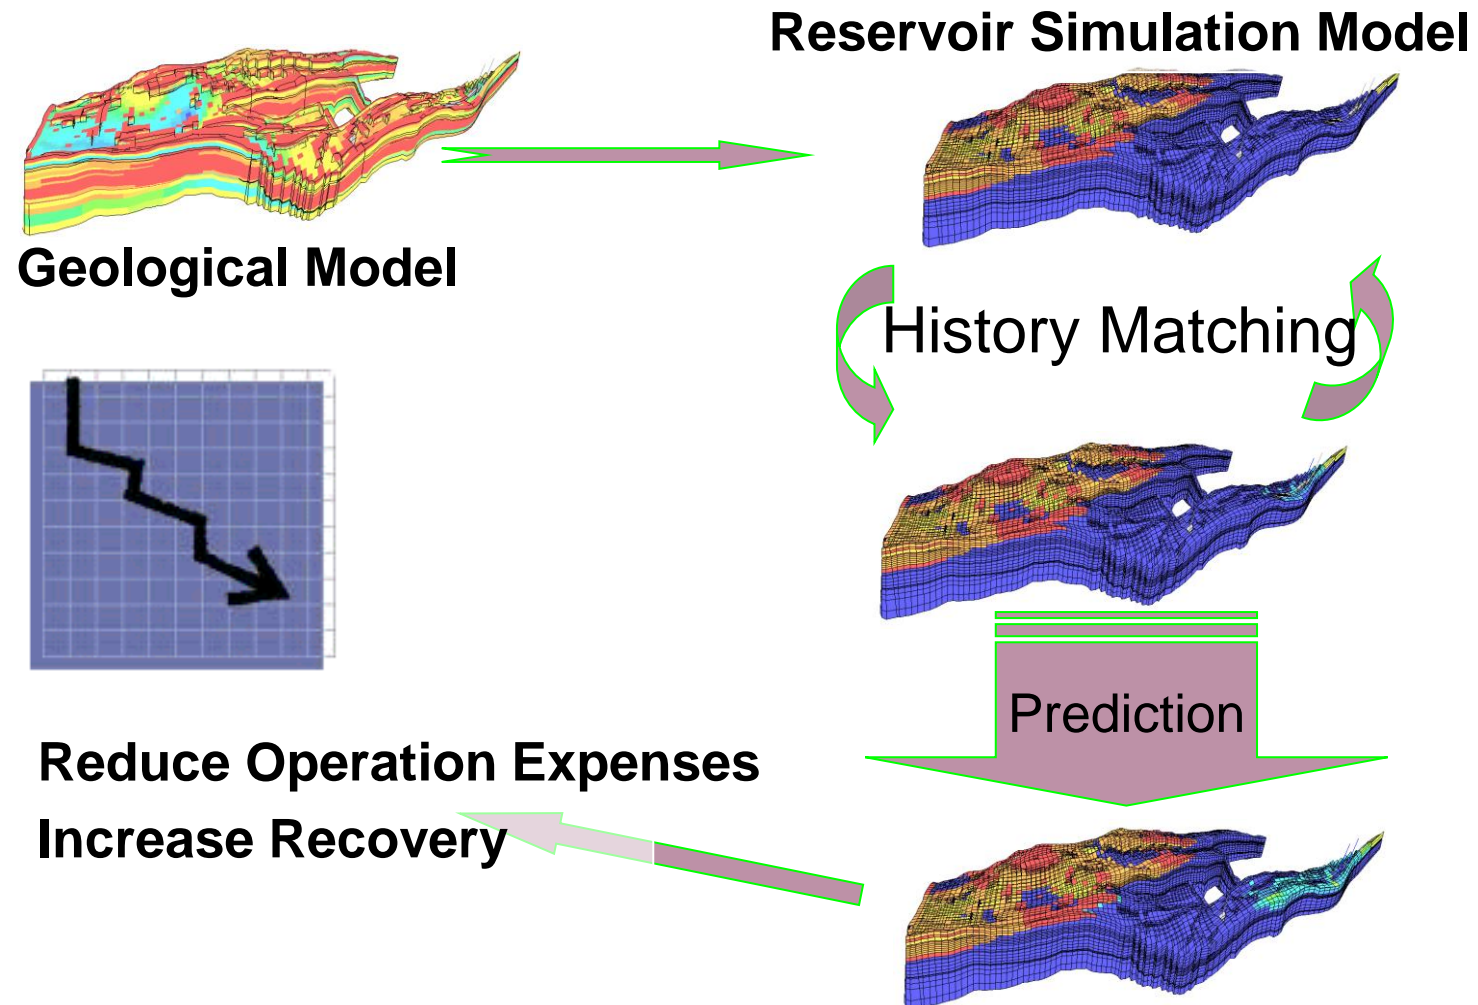 Reservoir Simulation Model
Geological Model
History Matching
Prediction
Reduce Operation Expenses
Increase Recovery